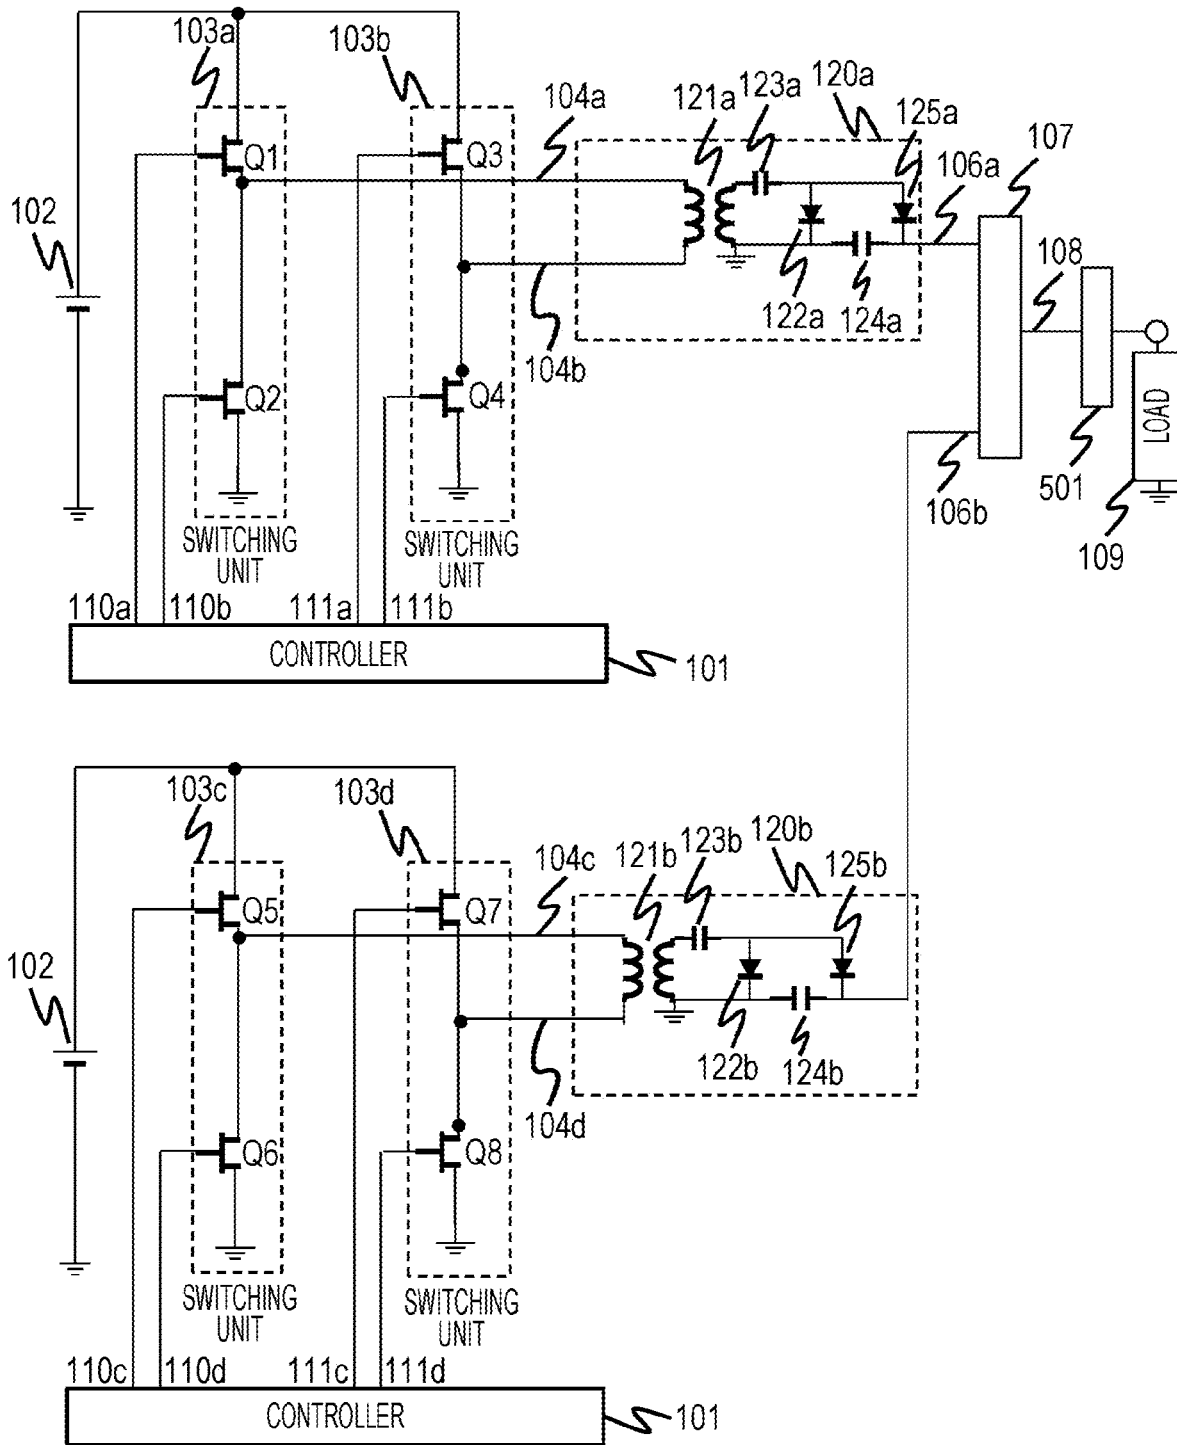 103a
103b
104a
121a
123a
120a
125a
107
106a
Q1
Q3
102
108
122a
124a
104b
Q2
Q4
LOAD
501
106b
109
SWITCHING
UNIT
SWITCHING
UNIT
110a
110b
111a
111b
CONTROLLER
101
103c
103d
104c
121b
123b
120b
125b
Q5
Q7
102
122b
124b
104d
Q6
Q8
SWITCHING
UNIT
SWITCHING
UNIT
110c
110d
111c
111d
CONTROLLER
101